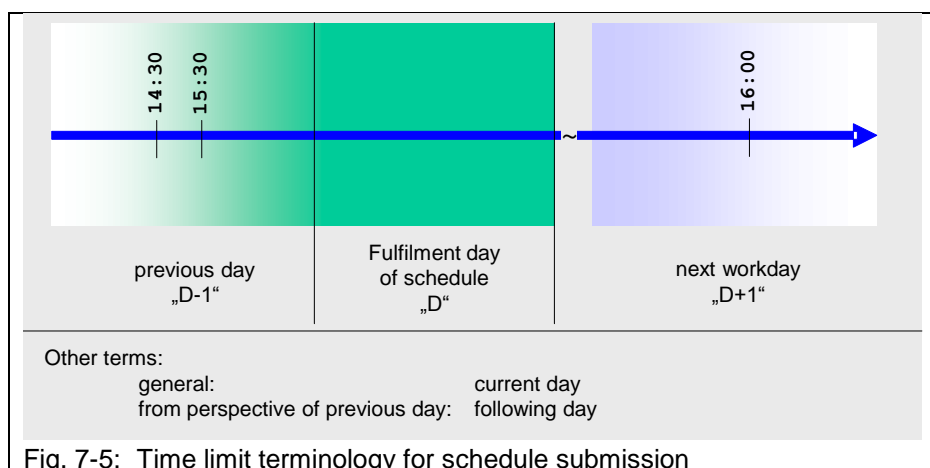 14:30
15:30
16:00
~
previous day
„D-1“
Fulfilment day
of schedule
„D“
next workday
„D+1“
Other terms:
general: current day
from perspective of previous day: following day
Fig. 7-5: Time limit terminology for schedule submission